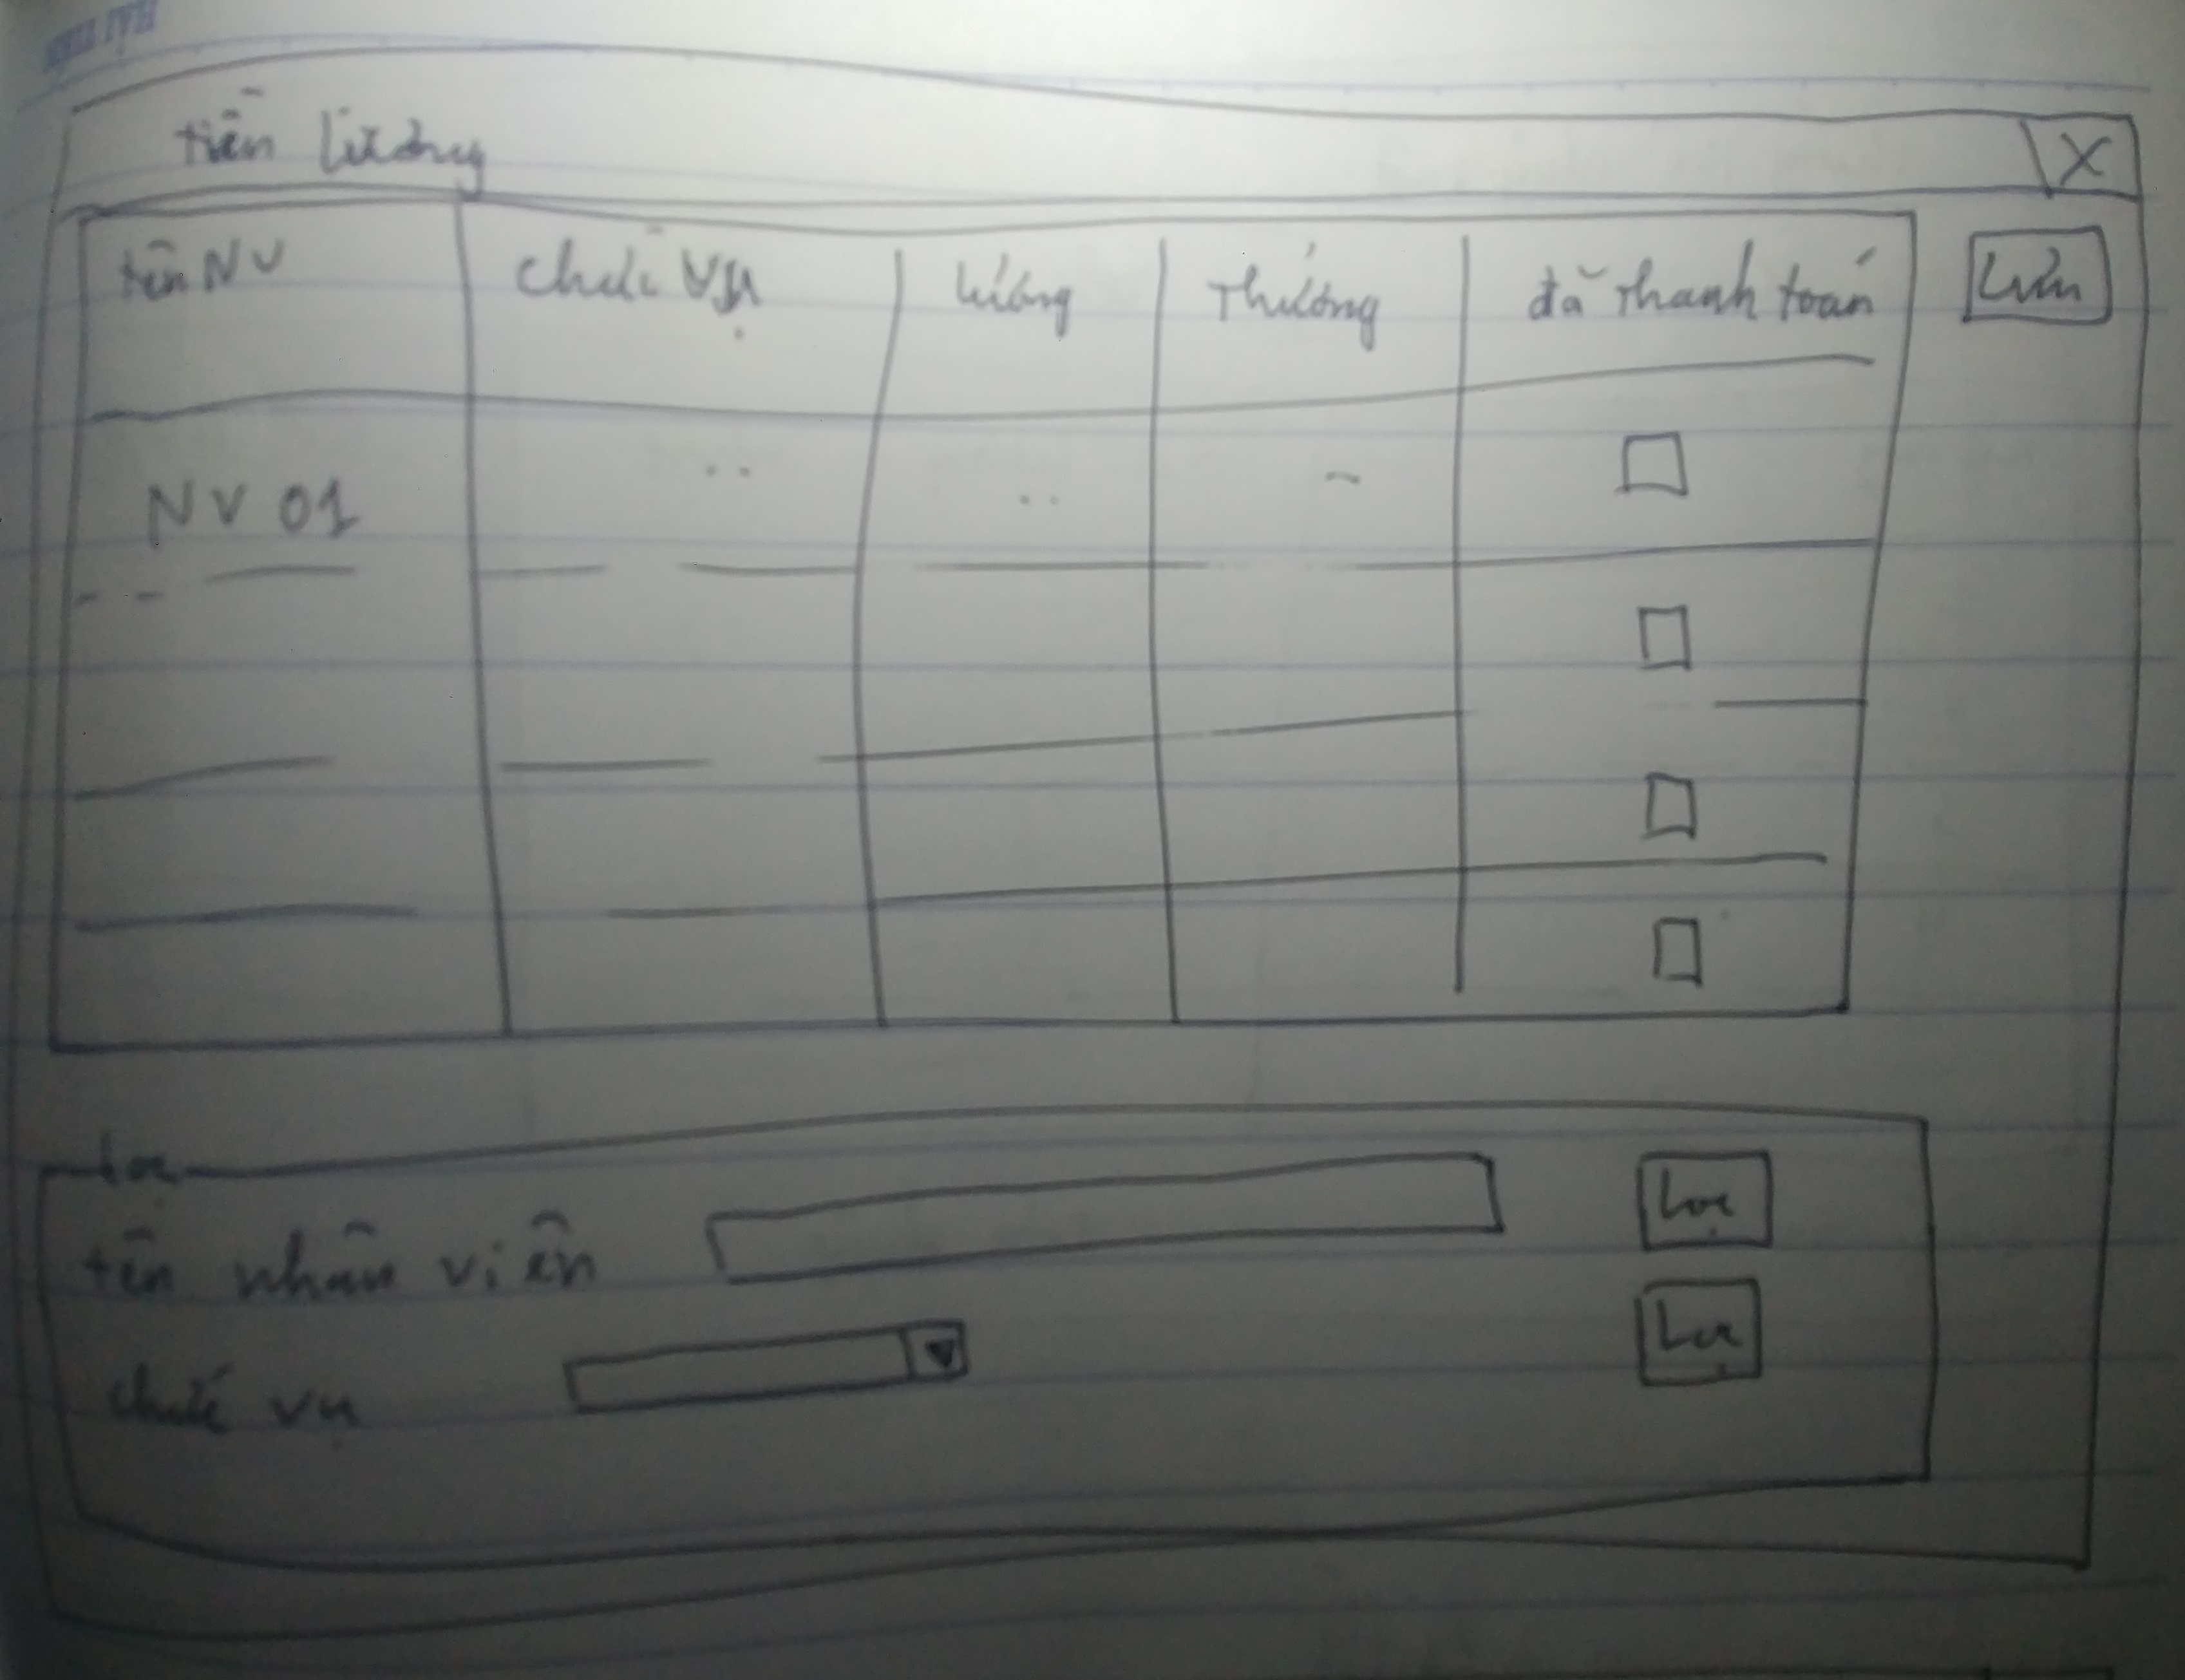 tiền lương X
tên NV chức vụ lương Thưởng đã thanh toán Lưu
NV 01
Lọc
tên nhân viên Lọc
chức vụ Lọc